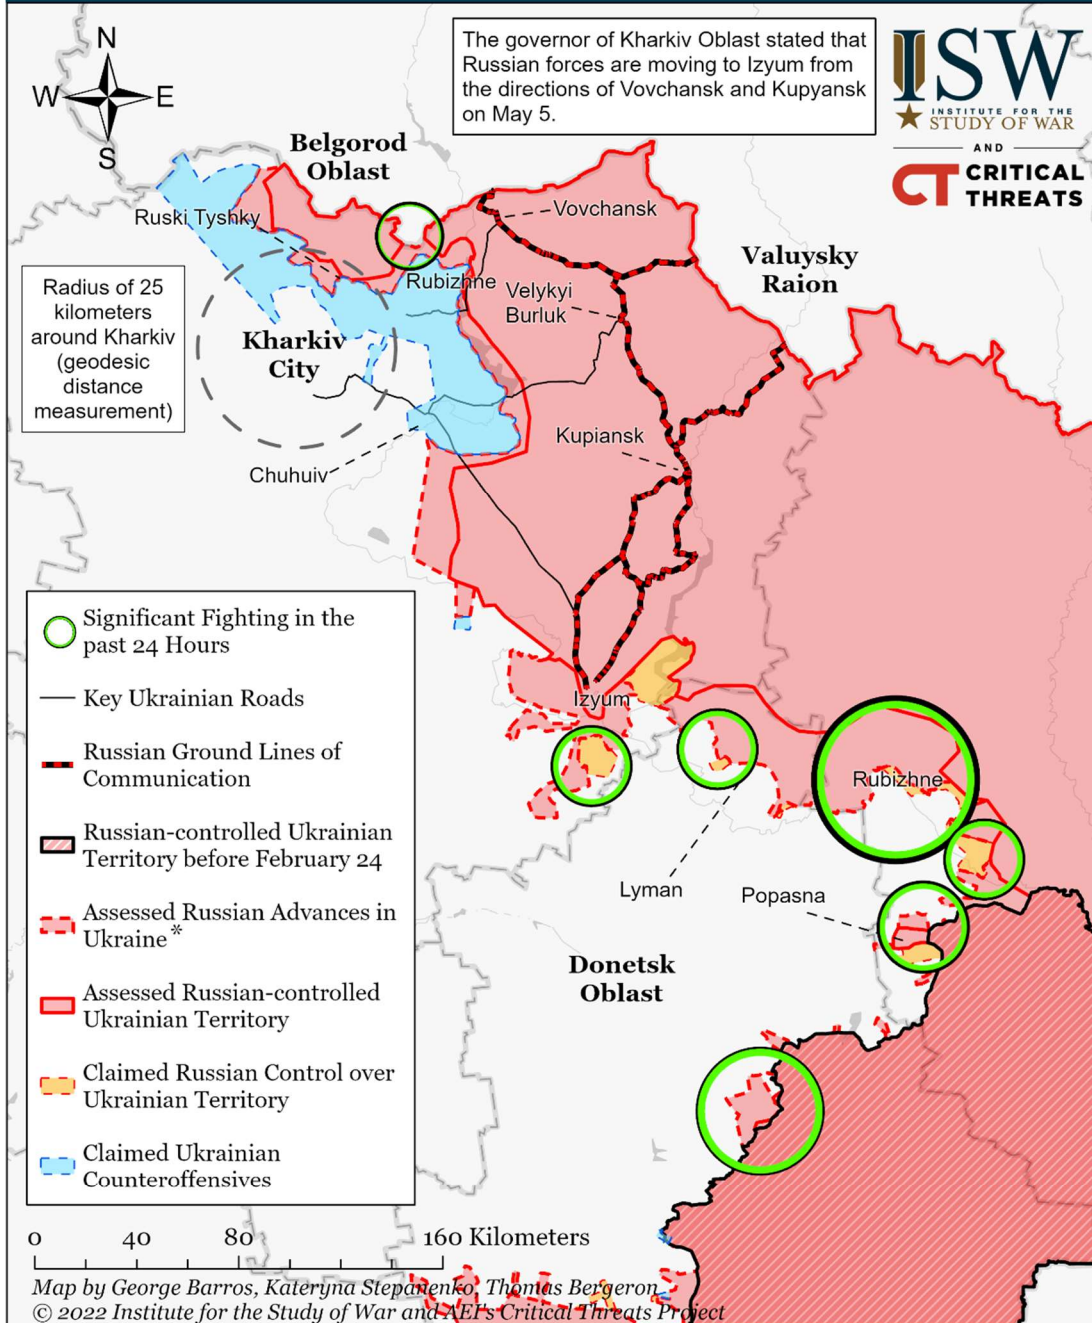 N
W
E
S
The governor of Kharkiv Oblast stated that
Russian forces are moving to Izyum from
the directions of Vovchansk and Kupyansk
on May 5.
ISW
INSTITUTE FOR THE
STUDY OF WAR
AND
CT CRITICAL
THREATS
Belgorod
Oblast
Ruski Tyshky
Vovchansk
Valuysky
Raion
Rubizhne
Velykyi
Burluk
Radius of 25
kilometers
around Kharkiv
(geodesic
distance
measurement)
Kharkiv
City
Kupiansk
Chuhuiv
Significant Fighting in the
past 24 Hours
Key Ukrainian Roads
Russian Ground Lines of
Communication
Russian-controlled Ukrainian
Territory before February 24
Assessed Russian Advances in
Ukraine*
Assessed Russian-controlled
Ukrainian Territory
Claimed Russian Control over
Ukrainian Territory
Claimed Ukrainian
Counteroffensives
Izyum
Rubizhne
Lyman
Popasna
Donetsk
Oblast
0 40 80 160 Kilometers
Map by George Barros, Kateryna Stepanenko, Thomas Bergeron
© 2022 Institute for the Study of War and AEI's Critical Threats Project